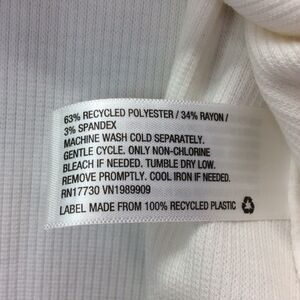 63% RECYCLED POLYESTER / 34% RAYON /
3% SPANDEX
MACHINE WASH COLD SEPARATELY.
GENTLE CYCLE. ONLY NON-CHLORINE
BLEACH IF NEEDED. TUMBLE DRY LOW.
REMOVE PROMPTLY. COOL IRON IF NEEDED.
RN17730 VN1989909
LABEL MADE FROM 100% RECYCLED PLASTIC